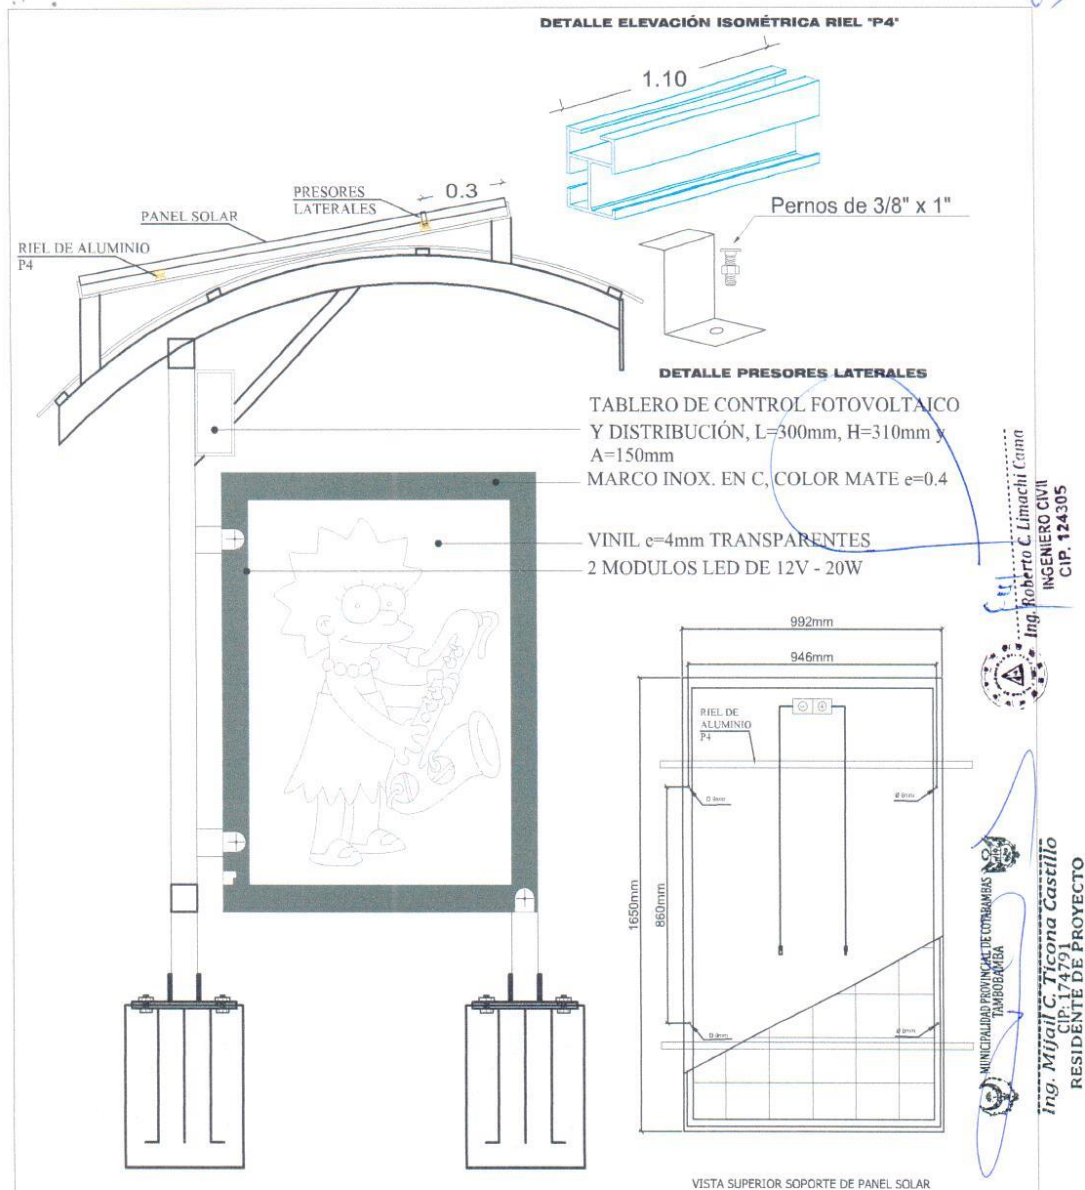 DETALLE ELEVACIÓN ISOMÉTRICA RIEL "P4"
1.10
PRESORES
LATERALES
0.3
PANEL SOLAR
RIEL DE ALUMINIO
P4
Pernos de 3/8" x 1"
DETALLE PRESORES LATERALES
TABLERO DE CONTROL FOTOVOLTAICO
Y DISTRIBUCIÓN, L=300mm, H=310mm y
A=150mm
MARCO INOX. EN C, COLOR MATE e=0.4
VINIL e=4mm TRANSPARENTES
2 MODULOS LED DE 12V - 20W
992mm
946mm
RIEL DE
ALUMINIO
P4
1650mm
860mm
VISTA SUPERIOR SOPORTE DE PANEL SOLAR
Ing. Roberto C. Limachi Cama
INGENIERO CIVIL
CIP. 124305
MUNICIPALIDAD PROVINCIAL DE COTABAMBAS
TAMBOBAMBA
Ing. Mijail C. Ticona Castillo
CIP: 174791
RESIDENTE DE PROYECTO